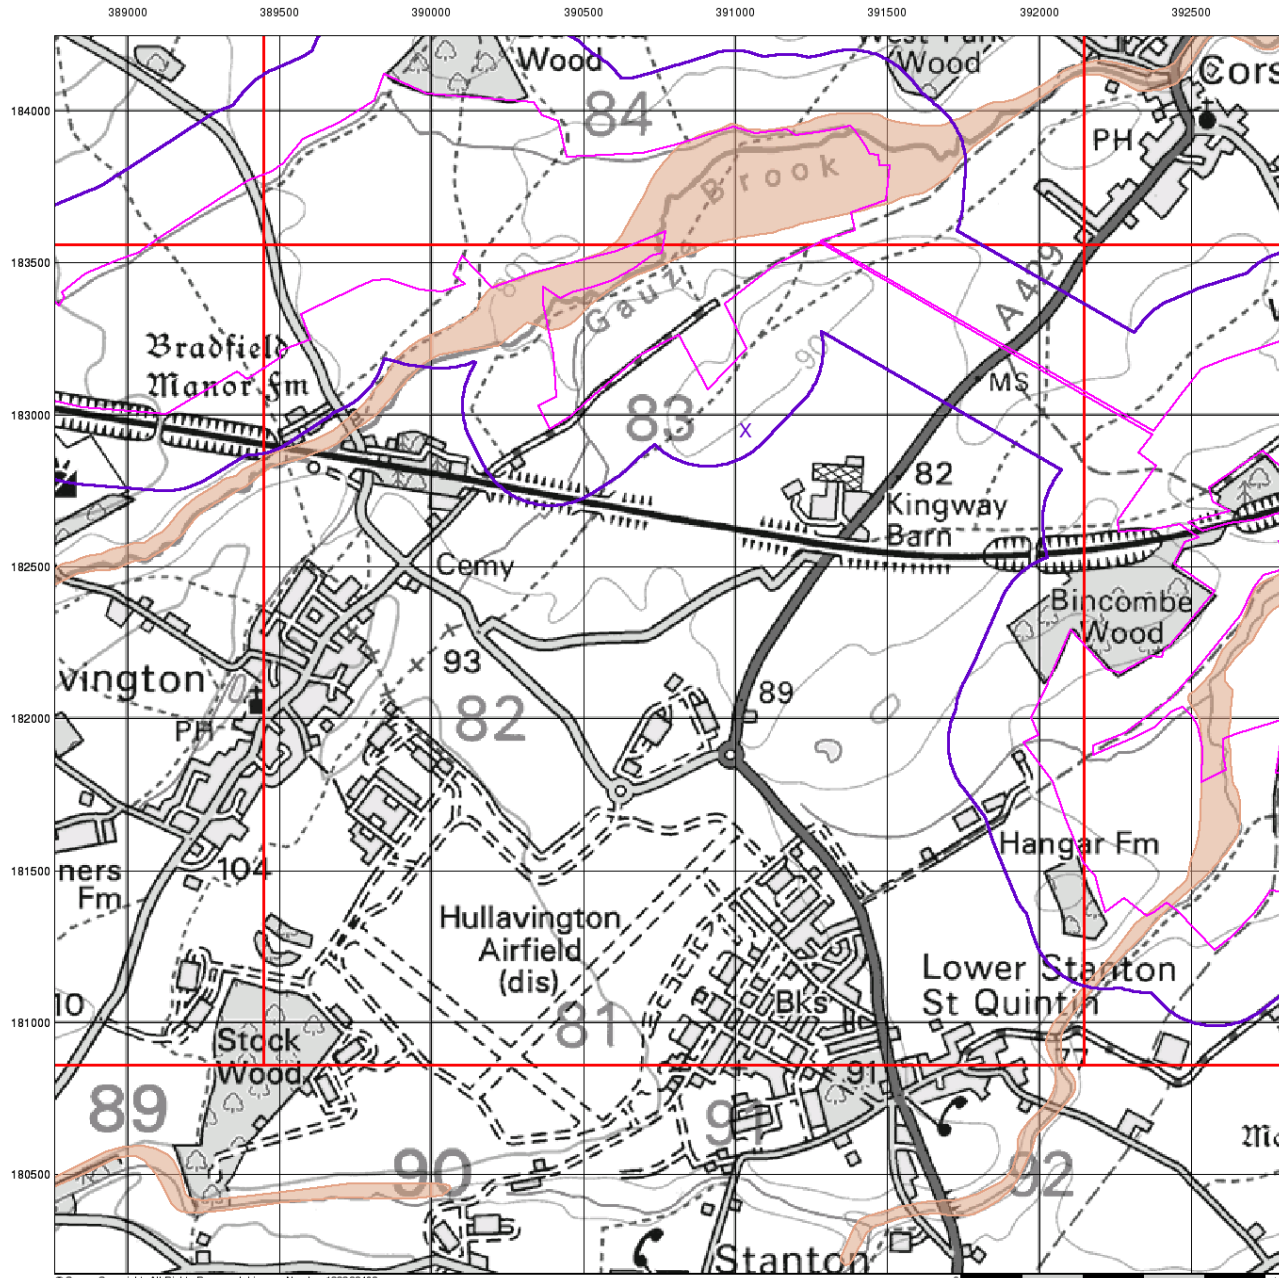 389000 389500 390000 390500 391000 391500 392000 392500
184000
183500
183000
182500
182000
181500
181000
180500
Wood
Wood
Cors
84
PH
Brook
Gauze
80
A 429
90
Bradfield
Manor Fm
MS
83
82
Kingway
Barn
Cemy
Bincombe
Wood
93
vington
89
PH
82
Hangar Fm
ners
Fm
104
Hullavington
Airfield
(dis)
Lower Stanton
St Quintin
10
Bks
81
Stock
Wood
91
89
91
90
92
Stanton